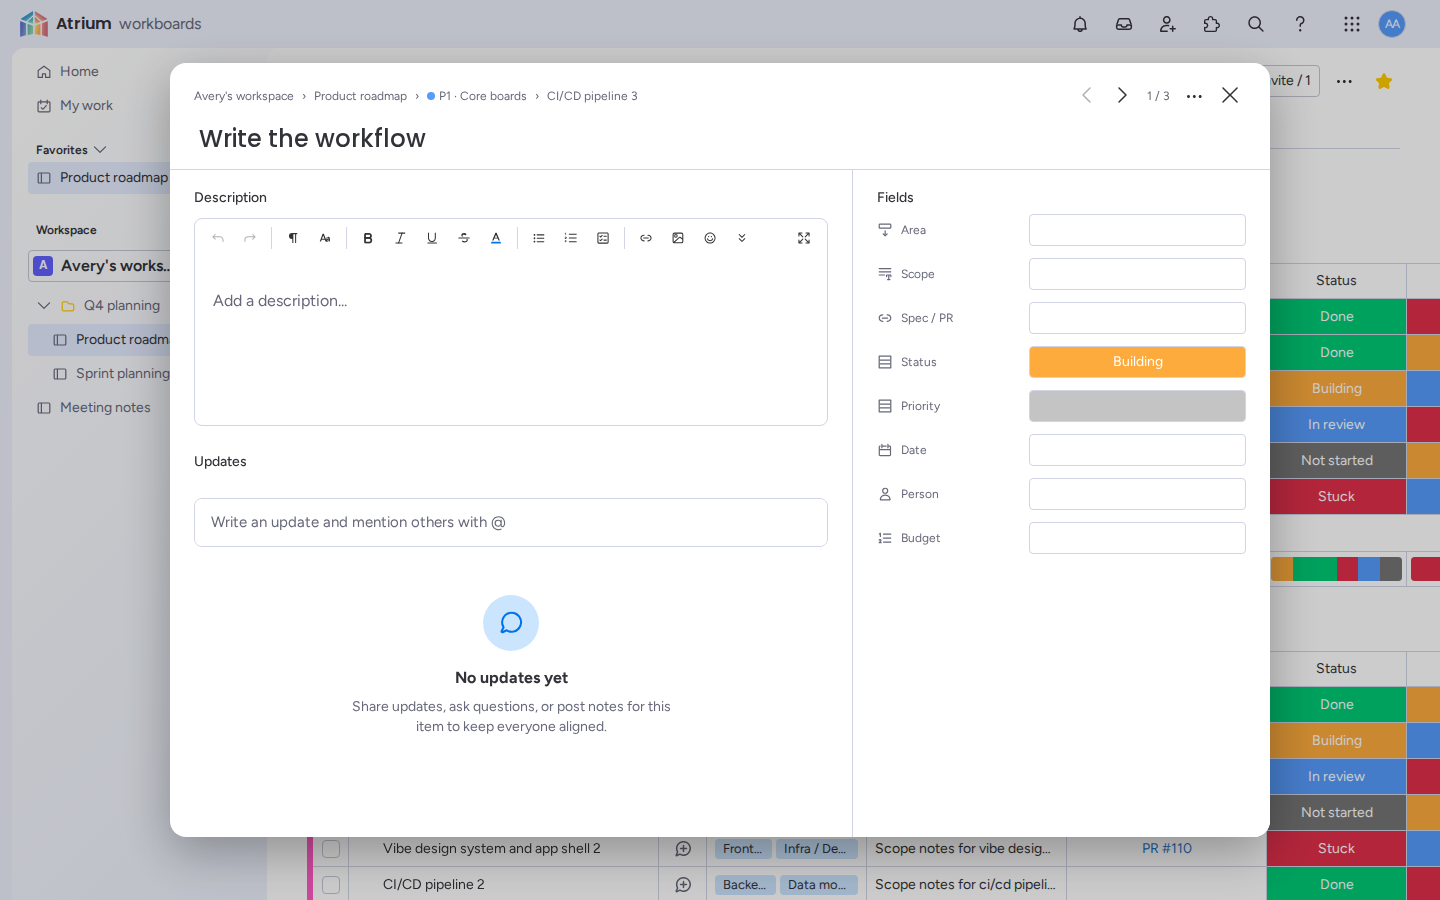 Atrium workboards
AA
Home
My work
Favorites
Product roadmap
Workspace
A
Avery's works...
Q4 planning
Product roadm
Sprint planning
Meeting notes
vite / 1
Avery's workspace › Product roadmap › P1 · Core boards › CI/CD pipeline 3
1 / 3
Write the workflow
Description
Aa B I U S A
Add a description...
Updates
Write an update and mention others with @
No updates yet
Share updates, ask questions, or post notes for this
item to keep everyone aligned.
Fields
Area
Scope
Spec / PR
Status Building
Priority
Date
Person
Budget
Status
Done
Done
Building
In review
Not started
Stuck
Status
Done
Building
In review
Not started
Vibe design system and app shell 2 Front... Infra / De... Scope notes for vibe desig... PR #110 Stuck
CI/CD pipeline 2 Backe... Data mo... Scope notes for ci/cd pipeli... Done